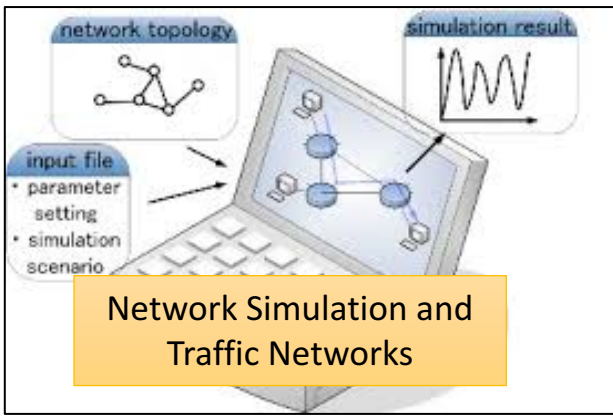 network topology
simulation result
input file
• parameter
setting
• simulation
scenario
Network Simulation and
Traffic Networks